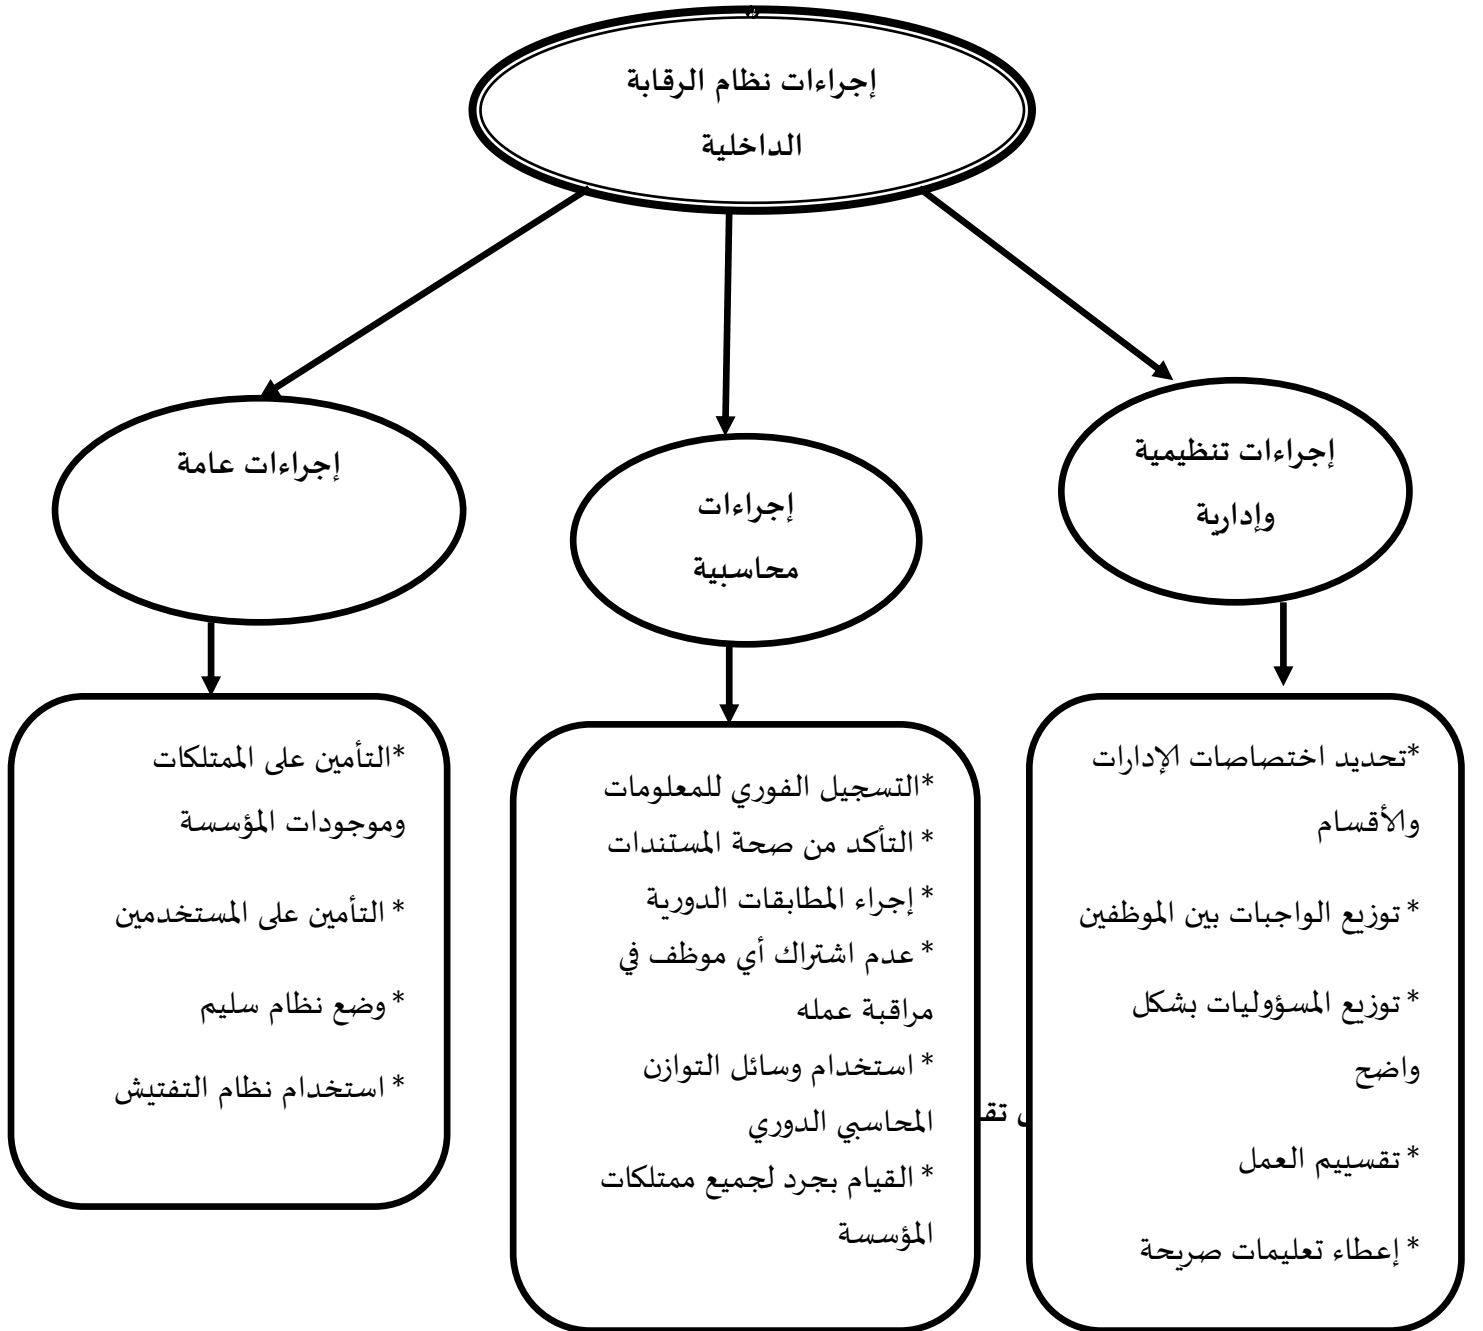 إجراءات نظام الرقابة
الداخلية
إجراءات تنظيمية
وإدارية
إجراءات
محاسبية
إجراءات عامة
*تحديد اختصاصات الإدارات
والأقسام
* توزيع الواجبات بين الموظفين
* توزيع المسؤوليات بشكل
واضح
* تقسييم العمل
* إعطاء تعليمات صريحة
*التسجيل الفوري للمعلومات
* التأكد من صحة المستندات
* إجراء المطابقات الدورية
* عدم اشتراك أي موظف في
مراقبة عمله
* استخدام وسائل التوازن
المحاسبي الدوري
* القيام بجرد لجميع ممتلكات
المؤسسة
*التأمين على الممتلكات
وموجودات المؤسسة
* التأمين على المستخدمين
* وضع نظام سليم
* استخدام نظام التفتيش